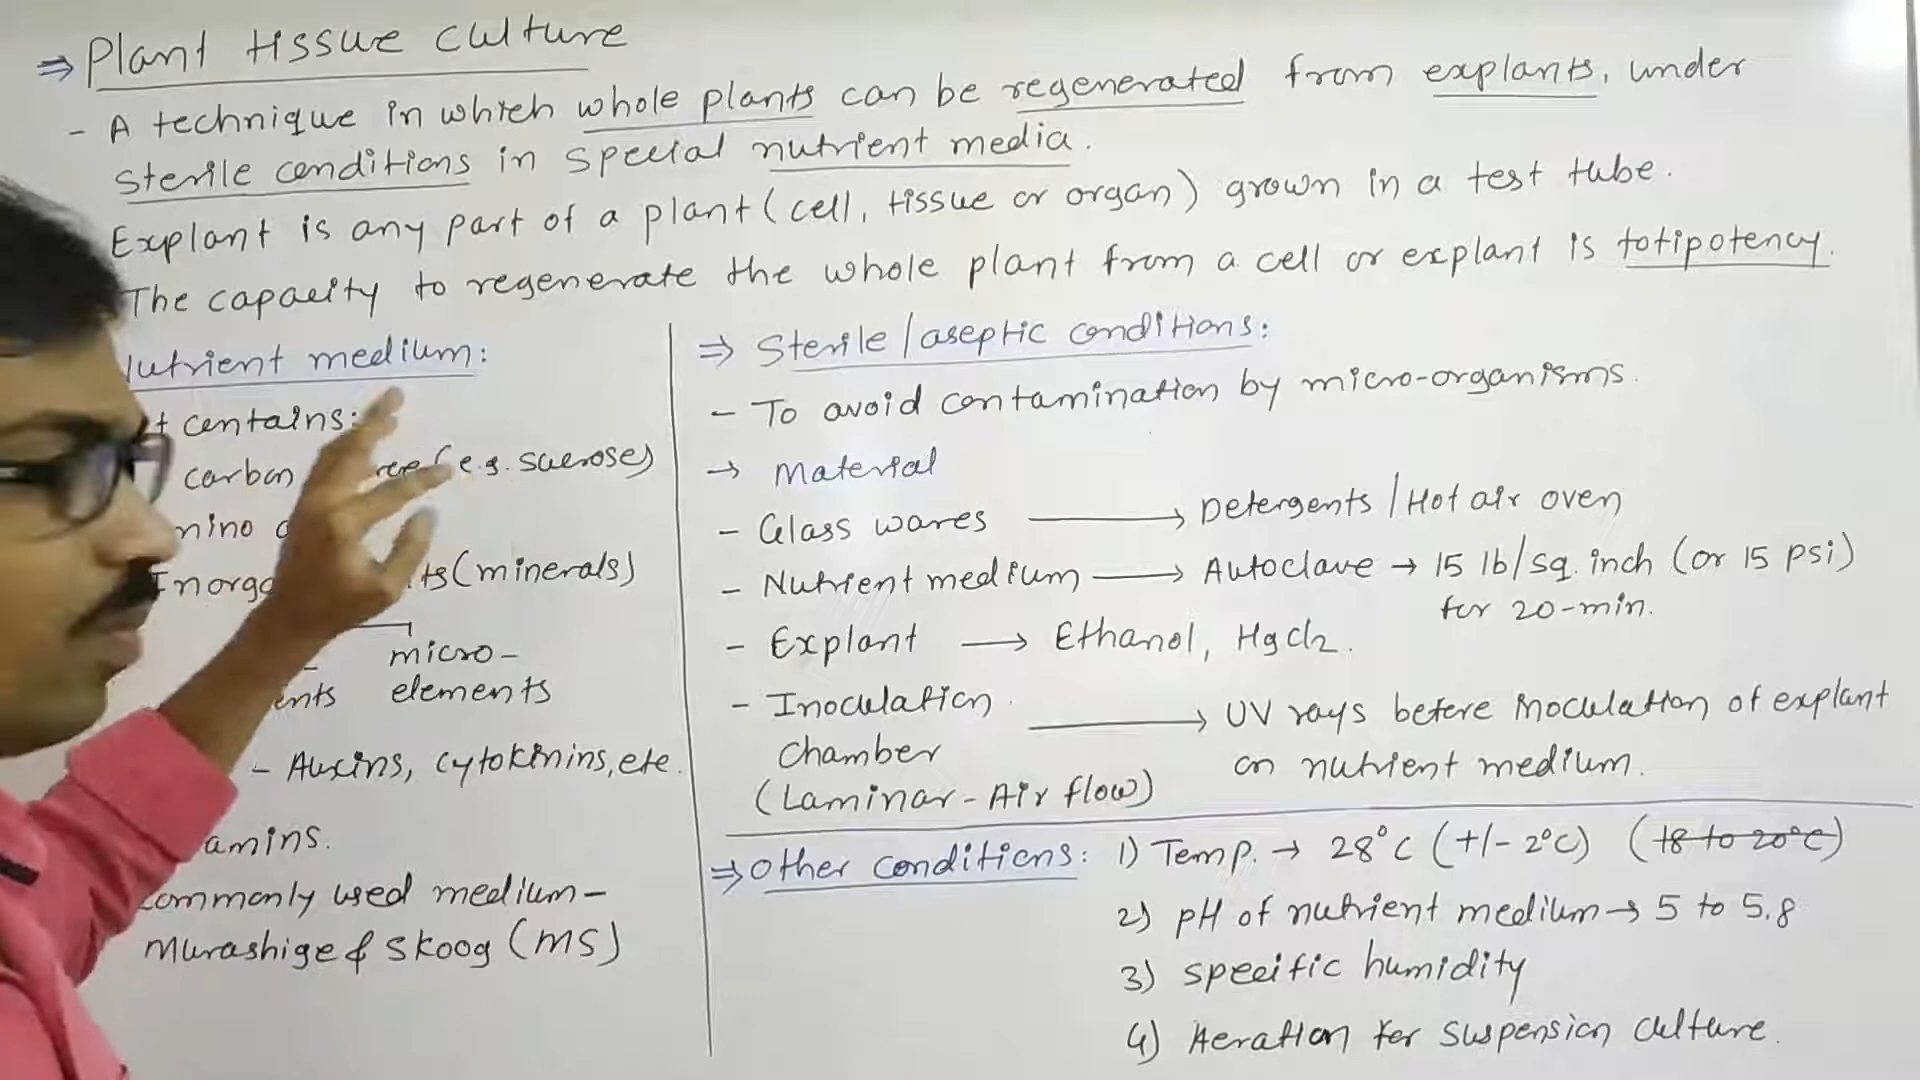 ⇒ Plant tissue culture
- A technique in which whole plants can be regenerated from explants, under
sterile conditions in special nutrient media.
Explant is any part of a plant (cell, tissue or organ) grown in a test tube.
The capacity to regenerate the whole plant from a cell or explant is totipotency.
Nutrient medium:
contains:
carbon (e.g. sucrose)
(minerals)
micro-
elements
- Auxins, cytokinins, etc.
commonly used medium-
Murashige & Skoog (MS)
⇒ Sterile/aseptic conditions:
- To avoid contamination by micro-organisms.
→ Material
- Glass wares → Detergents/Hot air oven
- Nutrient medium → Autoclave → 15 lb/sq. inch (or 15 psi)
for 20-min.
- Explant → Ethanol, HgCl2.
- Inoculation → UV rays before inoculation of explant
chamber on nutrient medium.
(Laminar-Air flow)
⇒ Other conditions: 1) Temp. → 28°C (+/- 2°C) (18 to 20°C)
2) pH of nutrient medium → 5 to 5.8
3) specific humidity
4) Aeration for suspension culture.